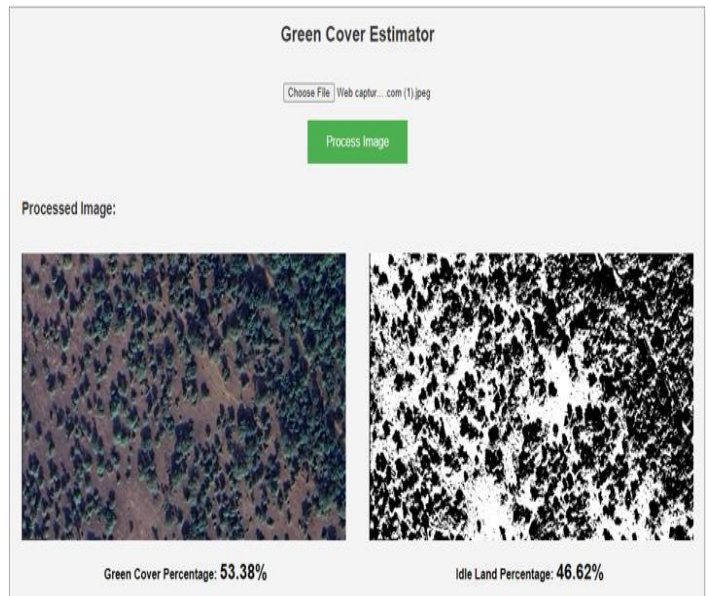 Green Cover Estimator
Choose File Web captur....com (1).jpeg
Process Image
Processed Image:
Green Cover Percentage: 53.38%
Idle Land Percentage: 46.62%